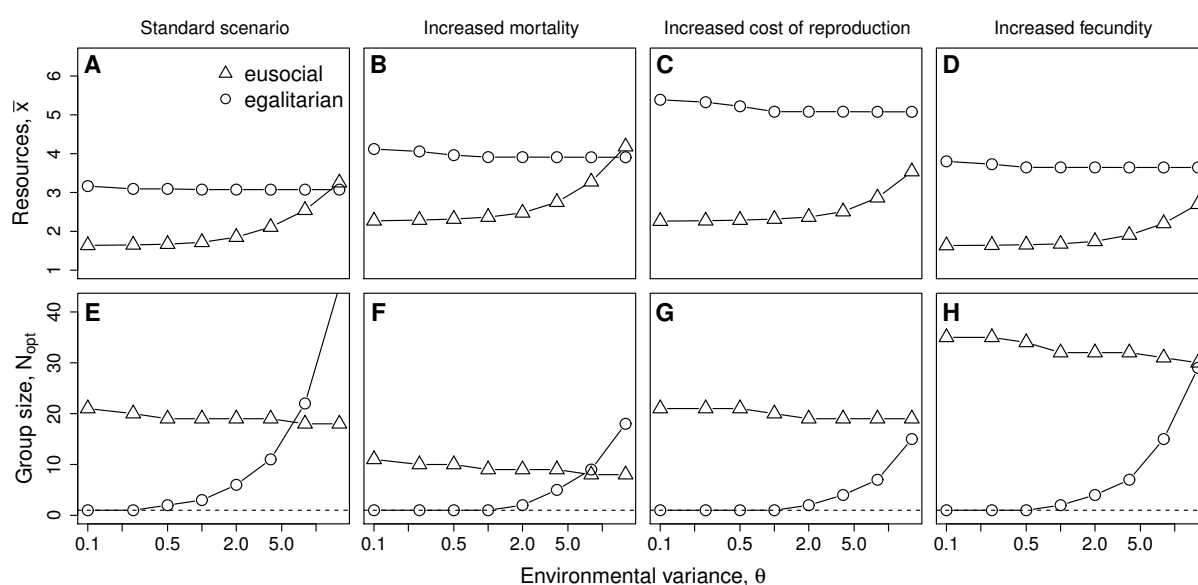 Standard scenario
Increased mortality
Increased cost of reproduction
Increased fecundity
A
B
C
D
eusocial
egalitarian
Resources, x̅
6
5
4
3
2
1
E
F
G
H
Group size, Nopt
40
30
20
10
0
0.1 0.5 2.0 5.0
0.1 0.5 2.0 5.0
0.1 0.5 2.0 5.0
0.1 0.5 2.0 5.0
Environmental variance, θ